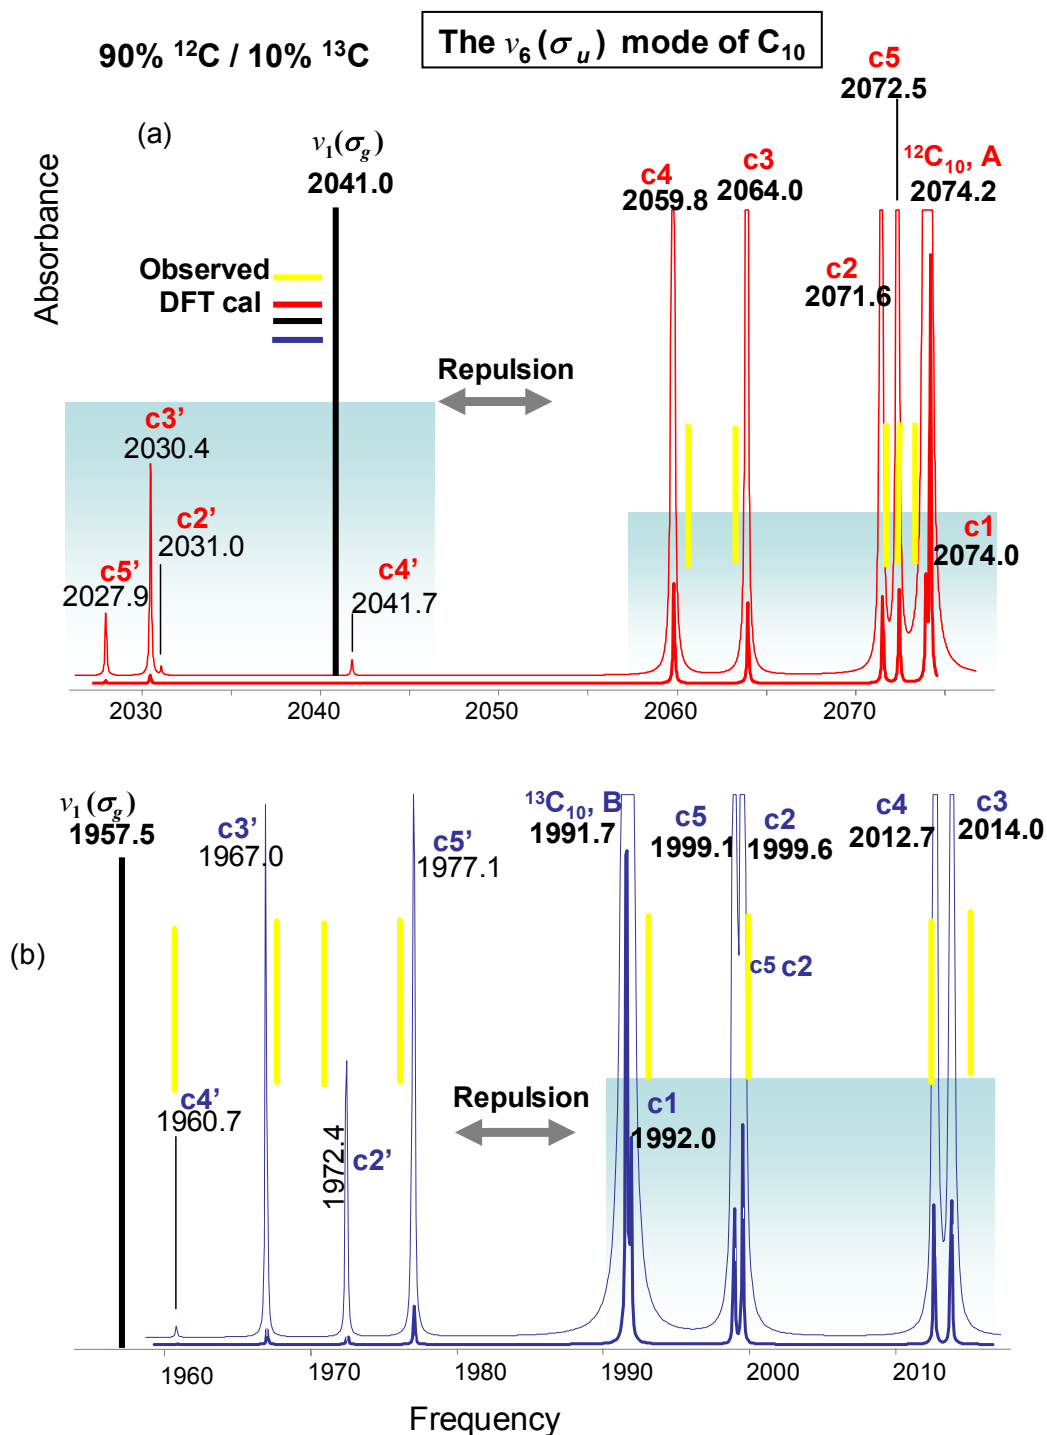 The ν₆ (σᵤ) mode of C₁₀
90% ¹²C / 10% ¹³C
c5
2072.5
(a)
ν₁(σg)
2041.0
c4
2059.8
c3
2064.0
¹²C₁₀, A
2074.2
Absorbance
Observed
DFT cal
c2
2071.6
Repulsion
c3’
2030.4
c2’
2031.0
c5’
2027.9
c4’
2041.7
c1
2074.0
2030
2040
2050
2060
2070
ν₁ (σg)
1957.5
c3’
1967.0
c5’
1977.1
¹³C₁₀, B
1991.7
c5
1999.1
c2
1999.6
c4
2012.7
c3
2014.0
(b)
c5 c2
c4’
1960.7
1972.4
c2’
Repulsion
c1
1992.0
1960
1970
1980
1990
2000
2010
Frequency